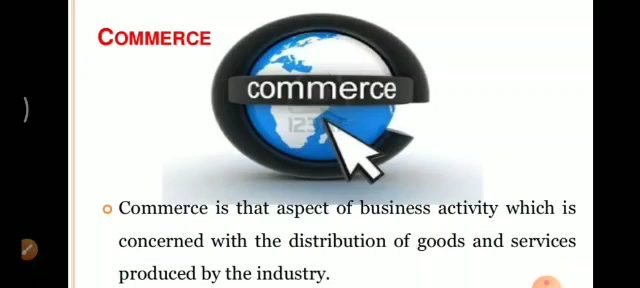 COMMERCE
commerce
Commerce is that aspect of business activity which is
concerned with the distribution of goods and services
produced by the industry.